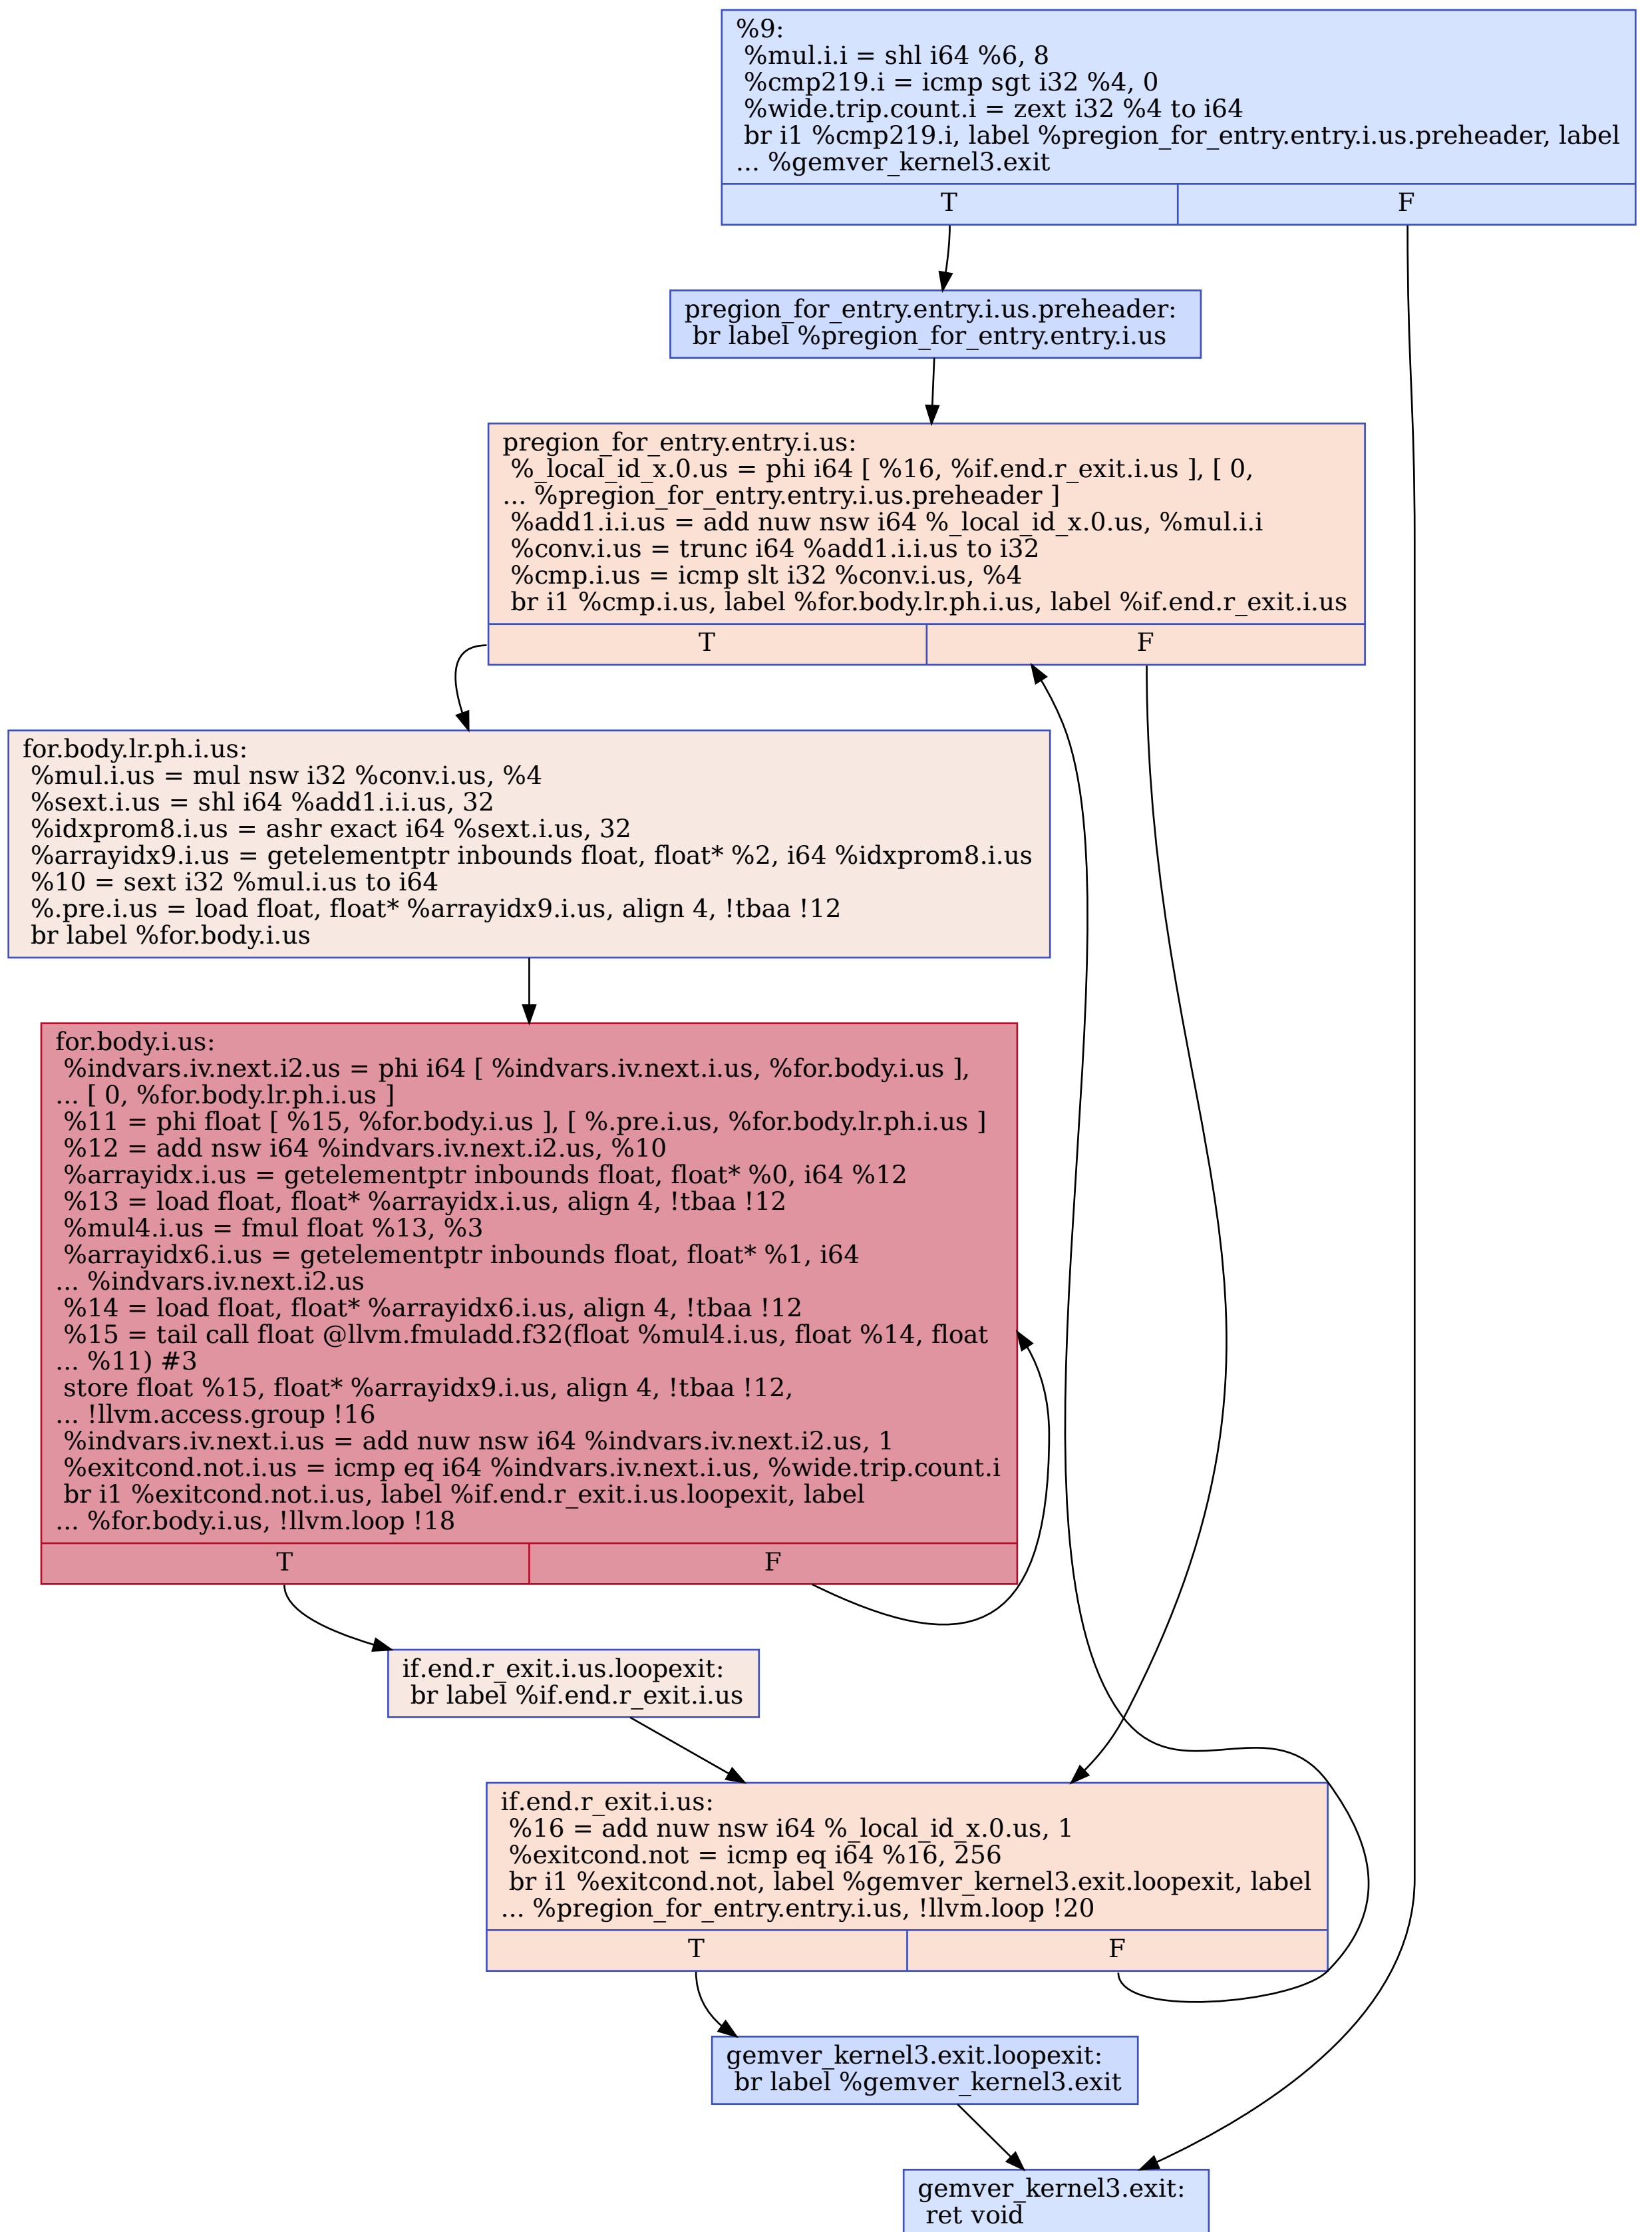 %9:
%mul.i.i = shl i64 %6, 8
%cmp219.i = icmp sgt i32 %4, 0
%wide.trip.count.i = zext i32 %4 to i64
br i1 %cmp219.i, label %pregion_for_entry.entry.i.us.preheader, label
... %gemver_kernel3.exit
T F
pregion_for_entry.entry.i.us.preheader:
br label %pregion_for_entry.entry.i.us
pregion_for_entry.entry.i.us:
%_local_id_x.0.us = phi i64 [ %16, %if.end.r_exit.i.us ], [ 0,
... %pregion_for_entry.entry.i.us.preheader ]
%add1.i.i.us = add nuw nsw i64 %_local_id_x.0.us, %mul.i.i
%conv.i.us = trunc i64 %add1.i.i.us to i32
%cmp.i.us = icmp slt i32 %conv.i.us, %4
br i1 %cmp.i.us, label %for.body.lr.ph.i.us, label %if.end.r_exit.i.us
T F
for.body.lr.ph.i.us:
%mul.i.us = mul nsw i32 %conv.i.us, %4
%sext.i.us = shl i64 %add1.i.i.us, 32
%idxprom8.i.us = ashr exact i64 %sext.i.us, 32
%arrayidx9.i.us = getelementptr inbounds float, float* %2, i64 %idxprom8.i.us
%10 = sext i32 %mul.i.us to i64
%.pre.i.us = load float, float* %arrayidx9.i.us, align 4, !tbaa !12
br label %for.body.i.us
for.body.i.us:
%indvars.iv.next.i2.us = phi i64 [ %indvars.iv.next.i.us, %for.body.i.us ],
... [ 0, %for.body.lr.ph.i.us ]
%11 = phi float [ %15, %for.body.i.us ], [ %.pre.i.us, %for.body.lr.ph.i.us ]
%12 = add nsw i64 %indvars.iv.next.i2.us, %10
%arrayidx.i.us = getelementptr inbounds float, float* %0, i64 %12
%13 = load float, float* %arrayidx.i.us, align 4, !tbaa !12
%mul4.i.us = fmul float %13, %3
%arrayidx6.i.us = getelementptr inbounds float, float* %1, i64
... %indvars.iv.next.i2.us
%14 = load float, float* %arrayidx6.i.us, align 4, !tbaa !12
%15 = tail call float @llvm.fmuladd.f32(float %mul4.i.us, float %14, float
... %11) #3
store float %15, float* %arrayidx9.i.us, align 4, !tbaa !12,
... !llvm.access.group !16
%indvars.iv.next.i.us = add nuw nsw i64 %indvars.iv.next.i2.us, 1
%exitcond.not.i.us = icmp eq i64 %indvars.iv.next.i.us, %wide.trip.count.i
br i1 %exitcond.not.i.us, label %if.end.r_exit.i.us.loopexit, label
... %for.body.i.us, !llvm.loop !18
T F
if.end.r_exit.i.us.loopexit:
br label %if.end.r_exit.i.us
if.end.r_exit.i.us:
%16 = add nuw nsw i64 %_local_id_x.0.us, 1
%exitcond.not = icmp eq i64 %16, 256
br i1 %exitcond.not, label %gemver_kernel3.exit.loopexit, label
... %pregion_for_entry.entry.i.us, !llvm.loop !20
T F
gemver_kernel3.exit.loopexit:
br label %gemver_kernel3.exit
gemver_kernel3.exit:
ret void